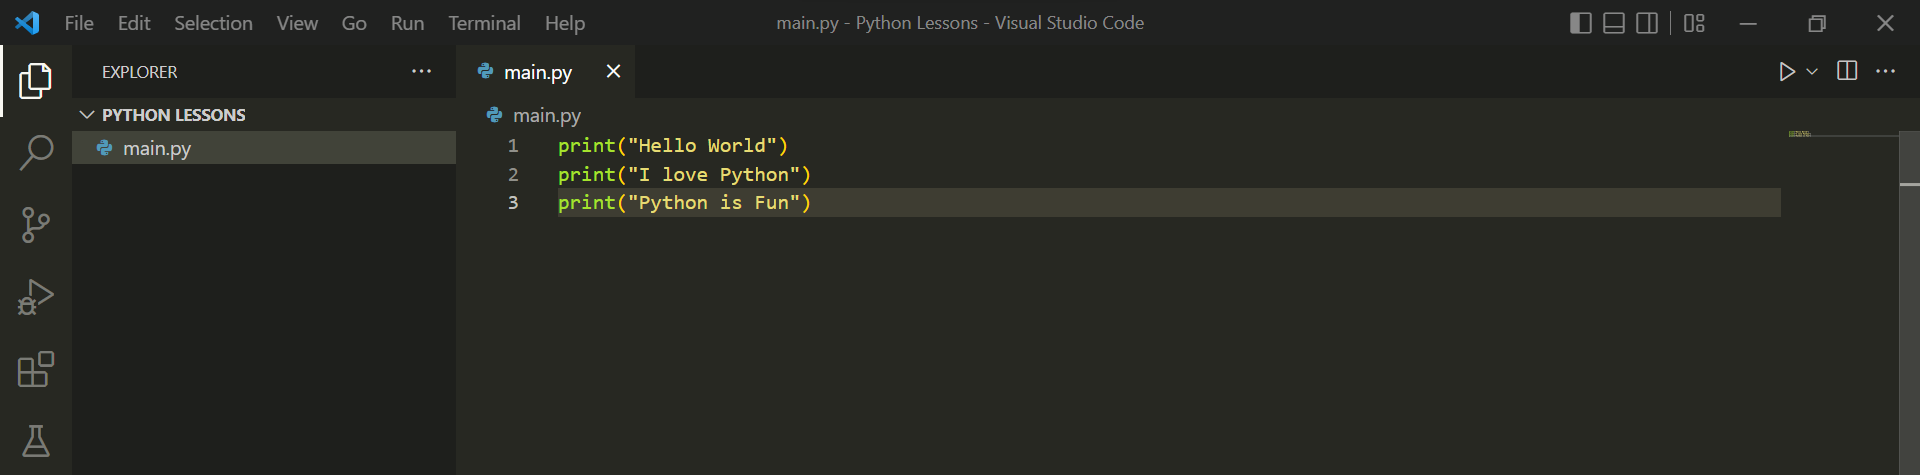 File Edit Selection View Go Run Terminal Help main.py - Python Lessons - Visual Studio Code
EXPLORER
main.py
PYTHON LESSONS
main.py
main.py
1 print("Hello World")
2 print("I love Python")
3 print("Python is Fun")